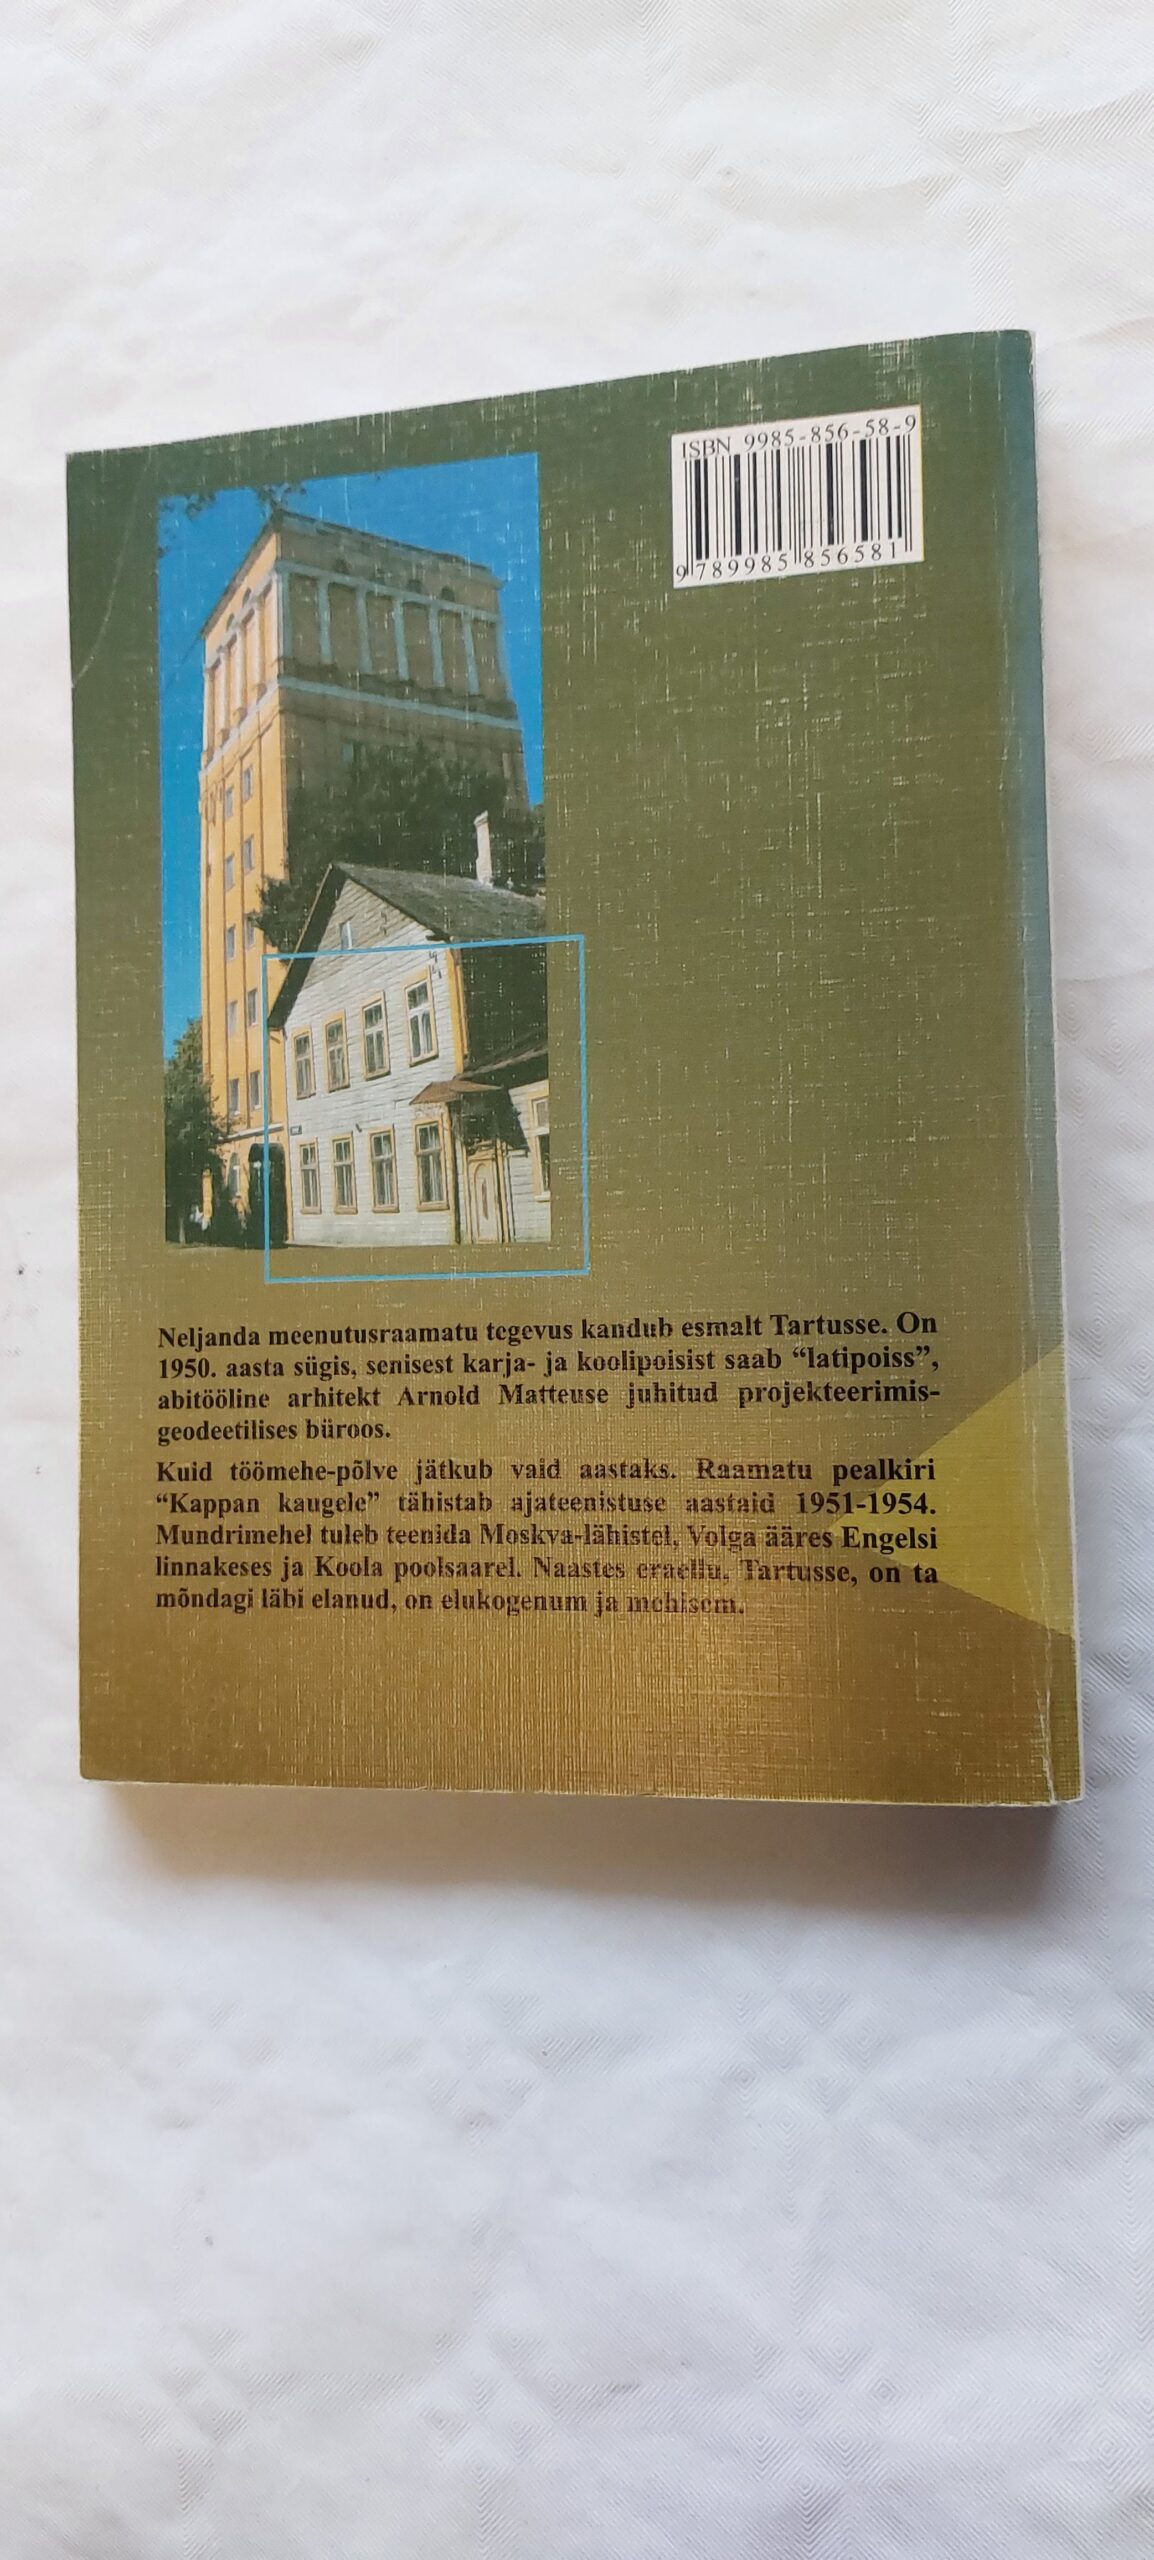 ISBN 9985-856-58-9
9 789985 856581
Neljanda meenutusraamatu tegevus kandub esmalt Tartusse. On
1950. aasta sügis, senisest karja- ja koolipoisist saab “latipoiss”,
abitööline arhitekt Arnold Matteuse juhitud projekteerimis-
geodeetilises büroos.
Kuid töömehe-põlve jätkub vaid aastaks. Raamatu pealkiri
“Kappan kaugele” tähistab ajateenistuse aastaid 1951-1954.
Mundrimehel tuleb teenida Moskva-lähistel, Volga ääres Engelsi
linnakeses ja Koola poolsaarel. Naastes eraellu, Tartusse, on ta
mõndagi läbi elanud, on elukogenum ja mehisem.